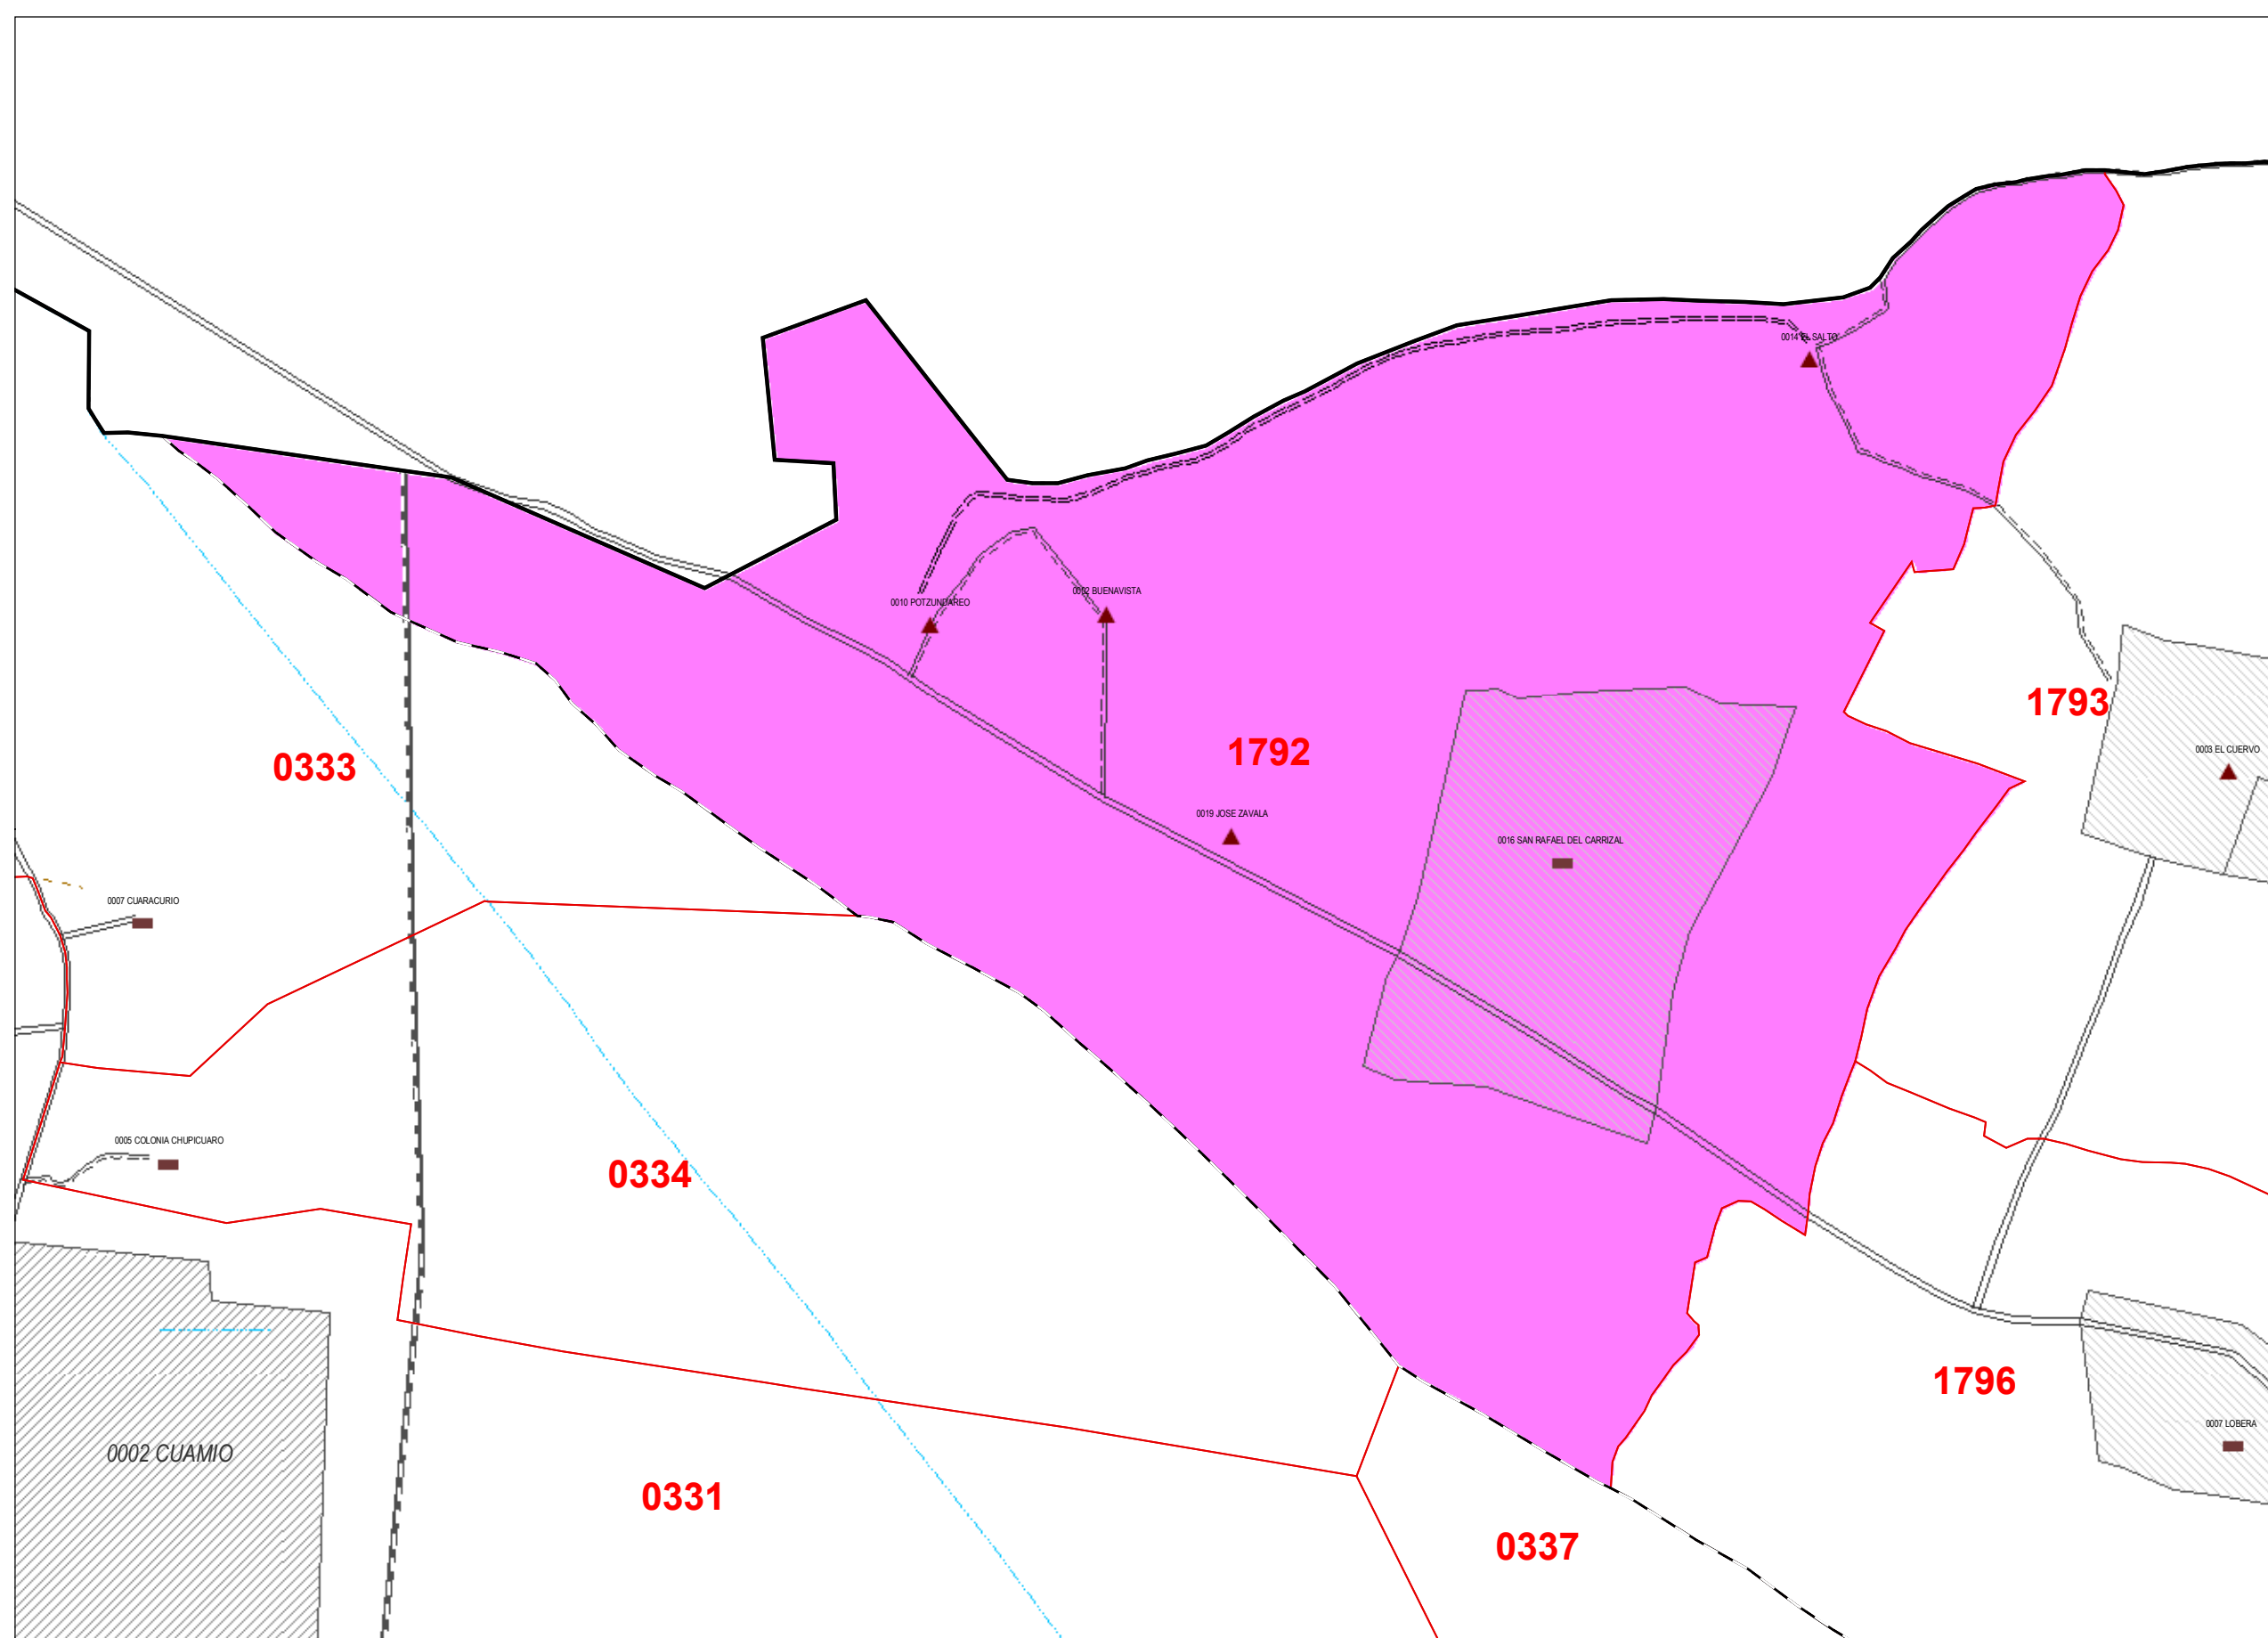 0014 EL SALTO
0010 POTZUNDAREO
0002 BUENAVISTA
1793
0333
1792
0003 EL CUERVO
0019 JOSE ZAVALA
0016 SAN RAFAEL DEL CARRIZAL
0007 CUARACURIO
0005 COLONIA CHUPICUARO
0334
1796
0007 LOBERA
0002 CUAMIO
0331
0337